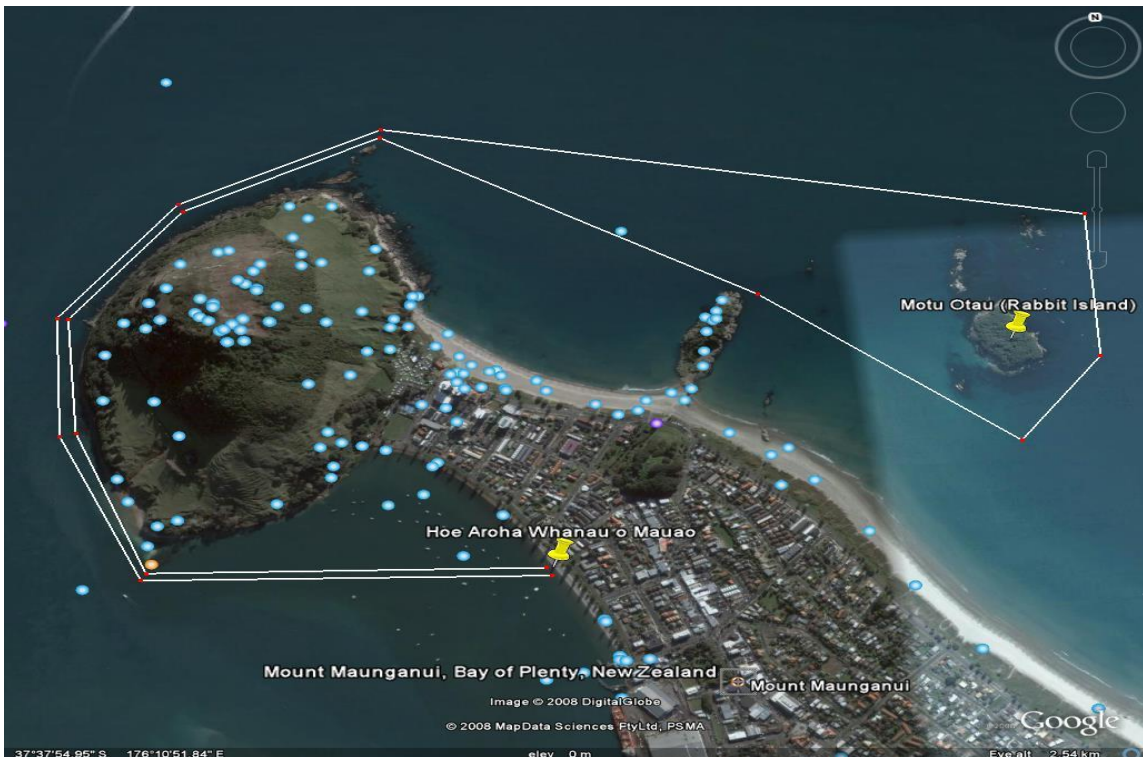 N
Motu Otau (Rabbit Island)
Hoe Aroha Whanau o Mauao
Mount Maunganui, Bay of Plenty, New Zealand
Mount Maunganui
Image © 2008 DigitalGlobe
© 2008 MapData Sciences PtyLtd, PSMA
Google
37°37'54.95" S 176°10'51.84" E elev 0 m Eye alt 2.54 km